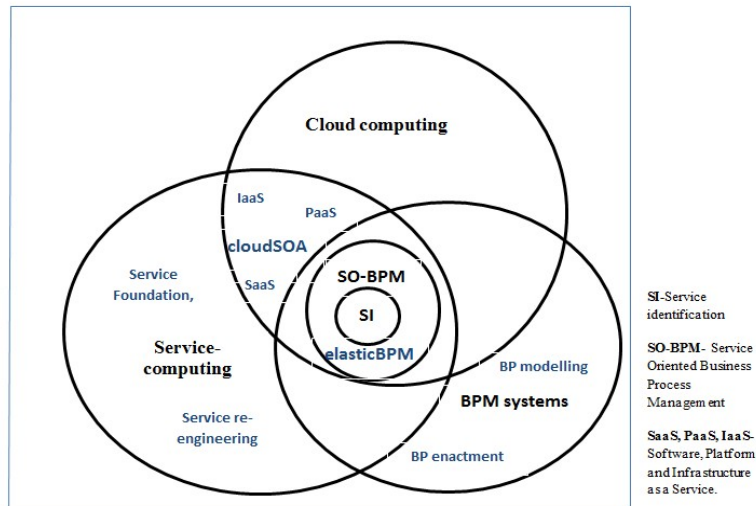 Cloud computing
IaaS
PaaS
cloudSOA
SaaS
Service
Foundation,
SO-BPM
SI
elasticBPM
Service-
computing
Service re-
engineering
BP modelling
BPM systems
BP enactment
SI-Service
identification
SO-BPM- Service
Oriented Business
Process
Management
SaaS, PaaS, IaaS-
Software, Platform
and Infrastructure
as a Service.